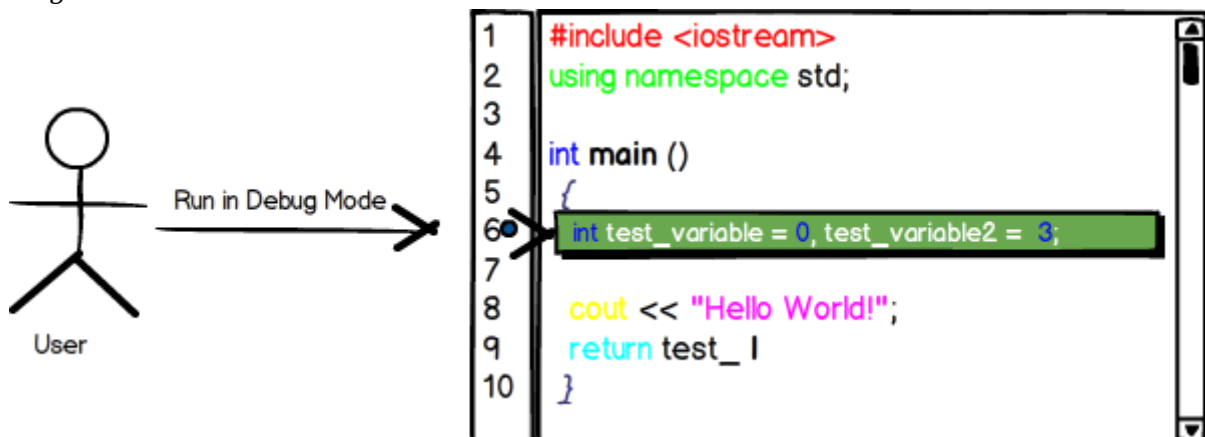 1 #include <iostream>
2 using namespace std;
3
4 int main ()
5 {
Run in Debug Mode
6 int test_variable = 0, test_variable2 = 3;
7
8 cout << "Hello World!";
User
9 return test_ I
10 }